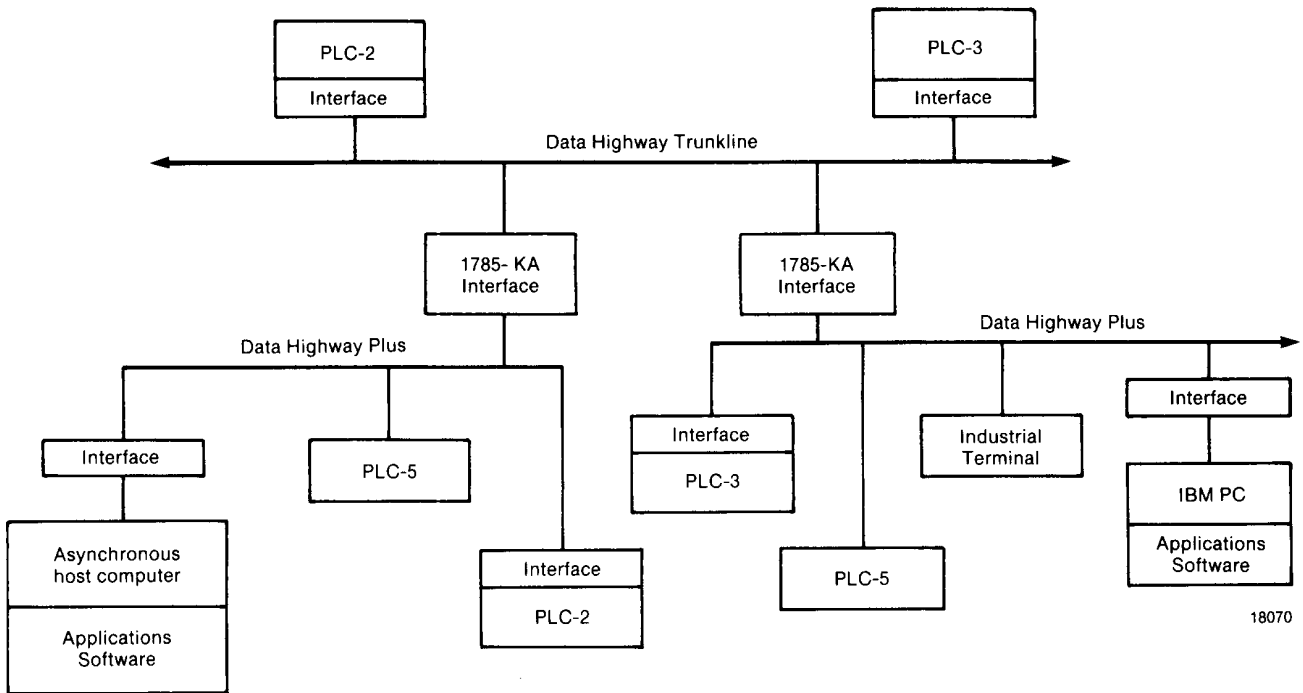 PLC-2
Interface
PLC-3
Interface
Data Highway Trunkline
1785- KA
Interface
1785-KA
Interface
Data Highway Plus
Data Highway Plus
Interface
PLC-5
Interface
PLC-3
Industrial
Terminal
Interface
IBM PC
Applications
Software
Asynchronous
host computer
Applications
Software
Interface
PLC-2
PLC-5
18070